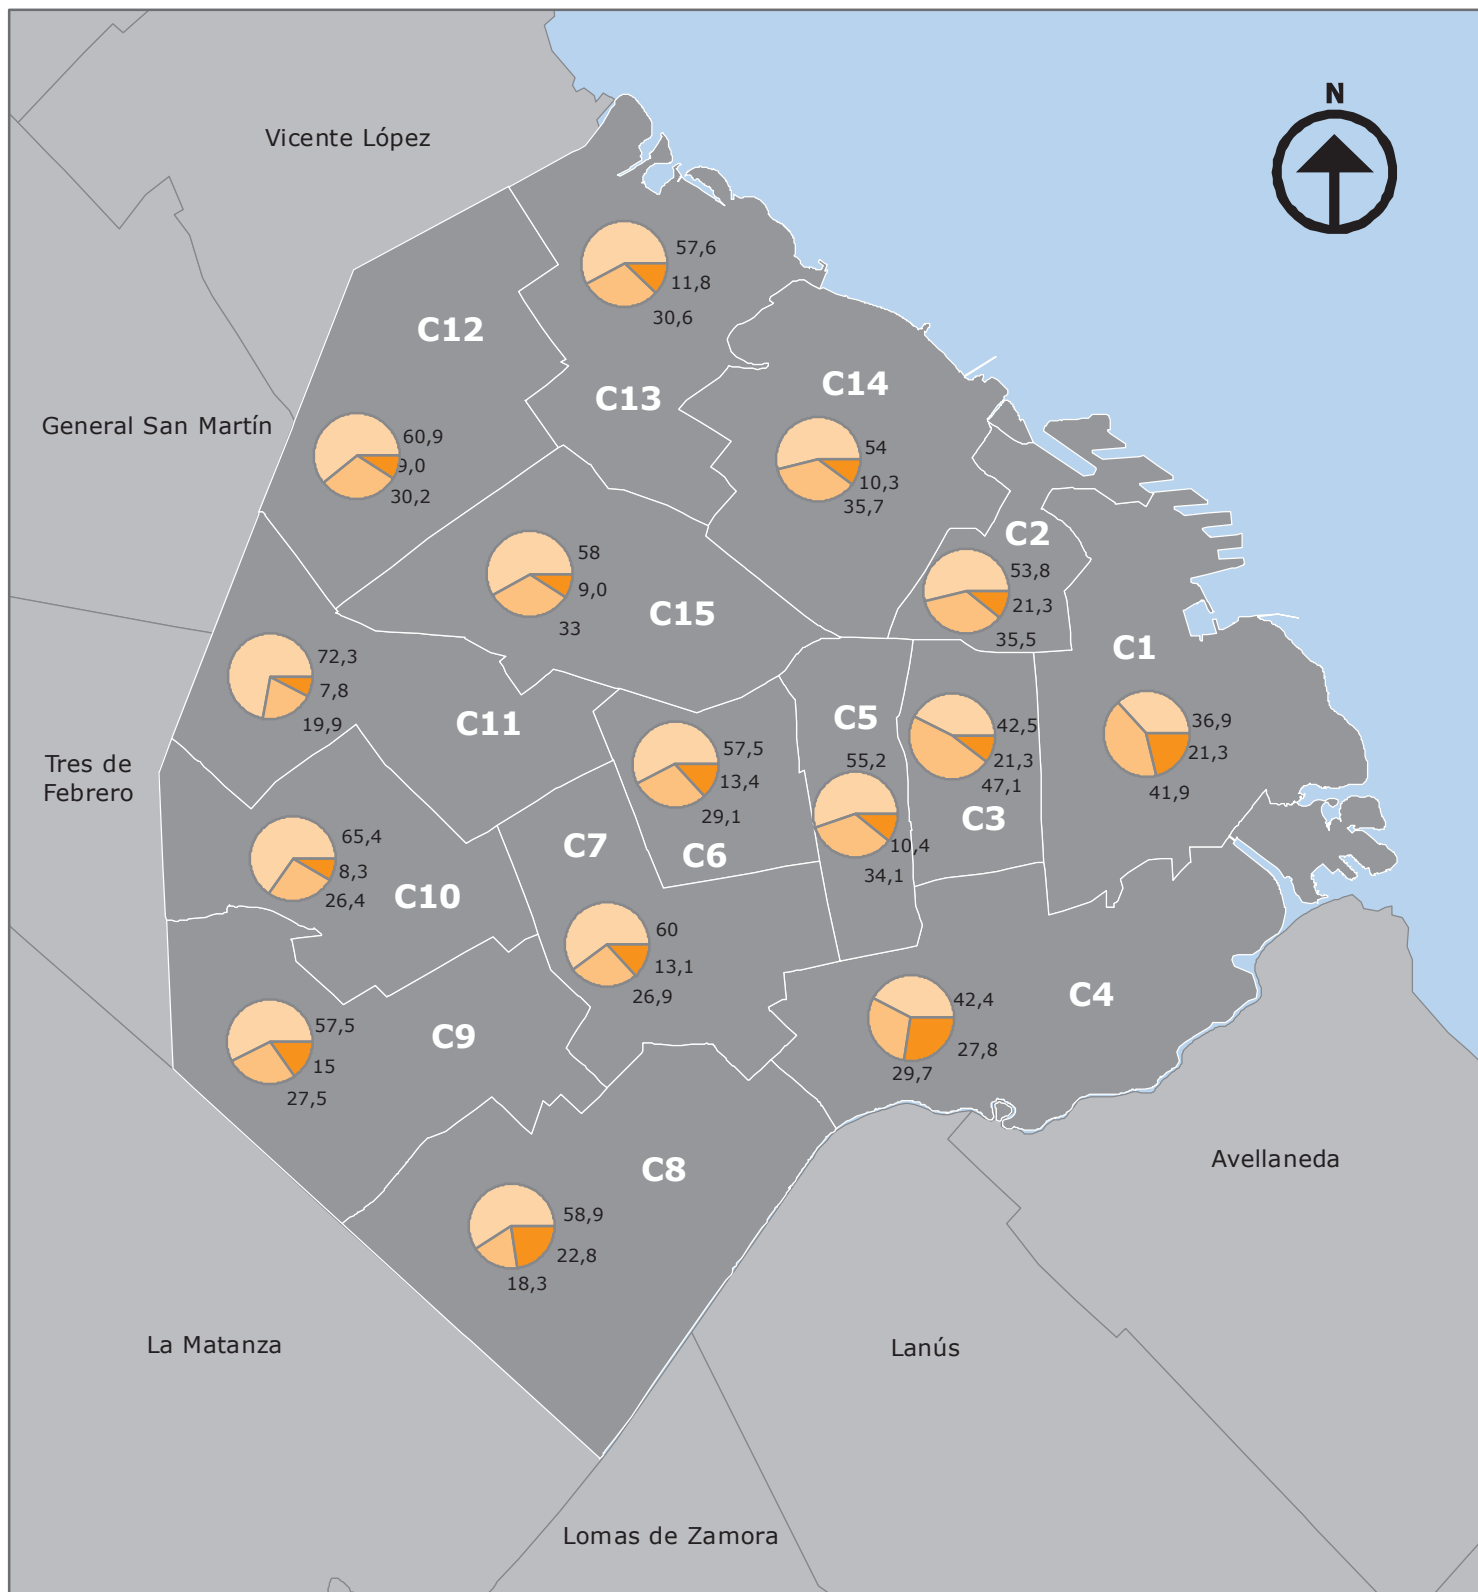 N
Vicente López
57,6
11,8
30,6
C12
C13
C14
General San Martín
60,9
9,0
30,2
54
10,3
35,7
C2
53,8
21,3
35,5
58
9,0
33
C15
C1
36,9
21,3
41,9
72,3
7,8
19,9
C11
C5
55,2
10,4
34,1
42,5
21,3
47,1
C3
Tres de
Febrero
57,5
13,4
29,1
C6
C7
65,4
8,3
26,4
C10
60
13,1
26,9
C4
42,4
27,8
29,7
57,5
15
27,5
C9
C8
58,9
22,8
18,3
Avellaneda
La Matanza
Lanús
Lomas de Zamora